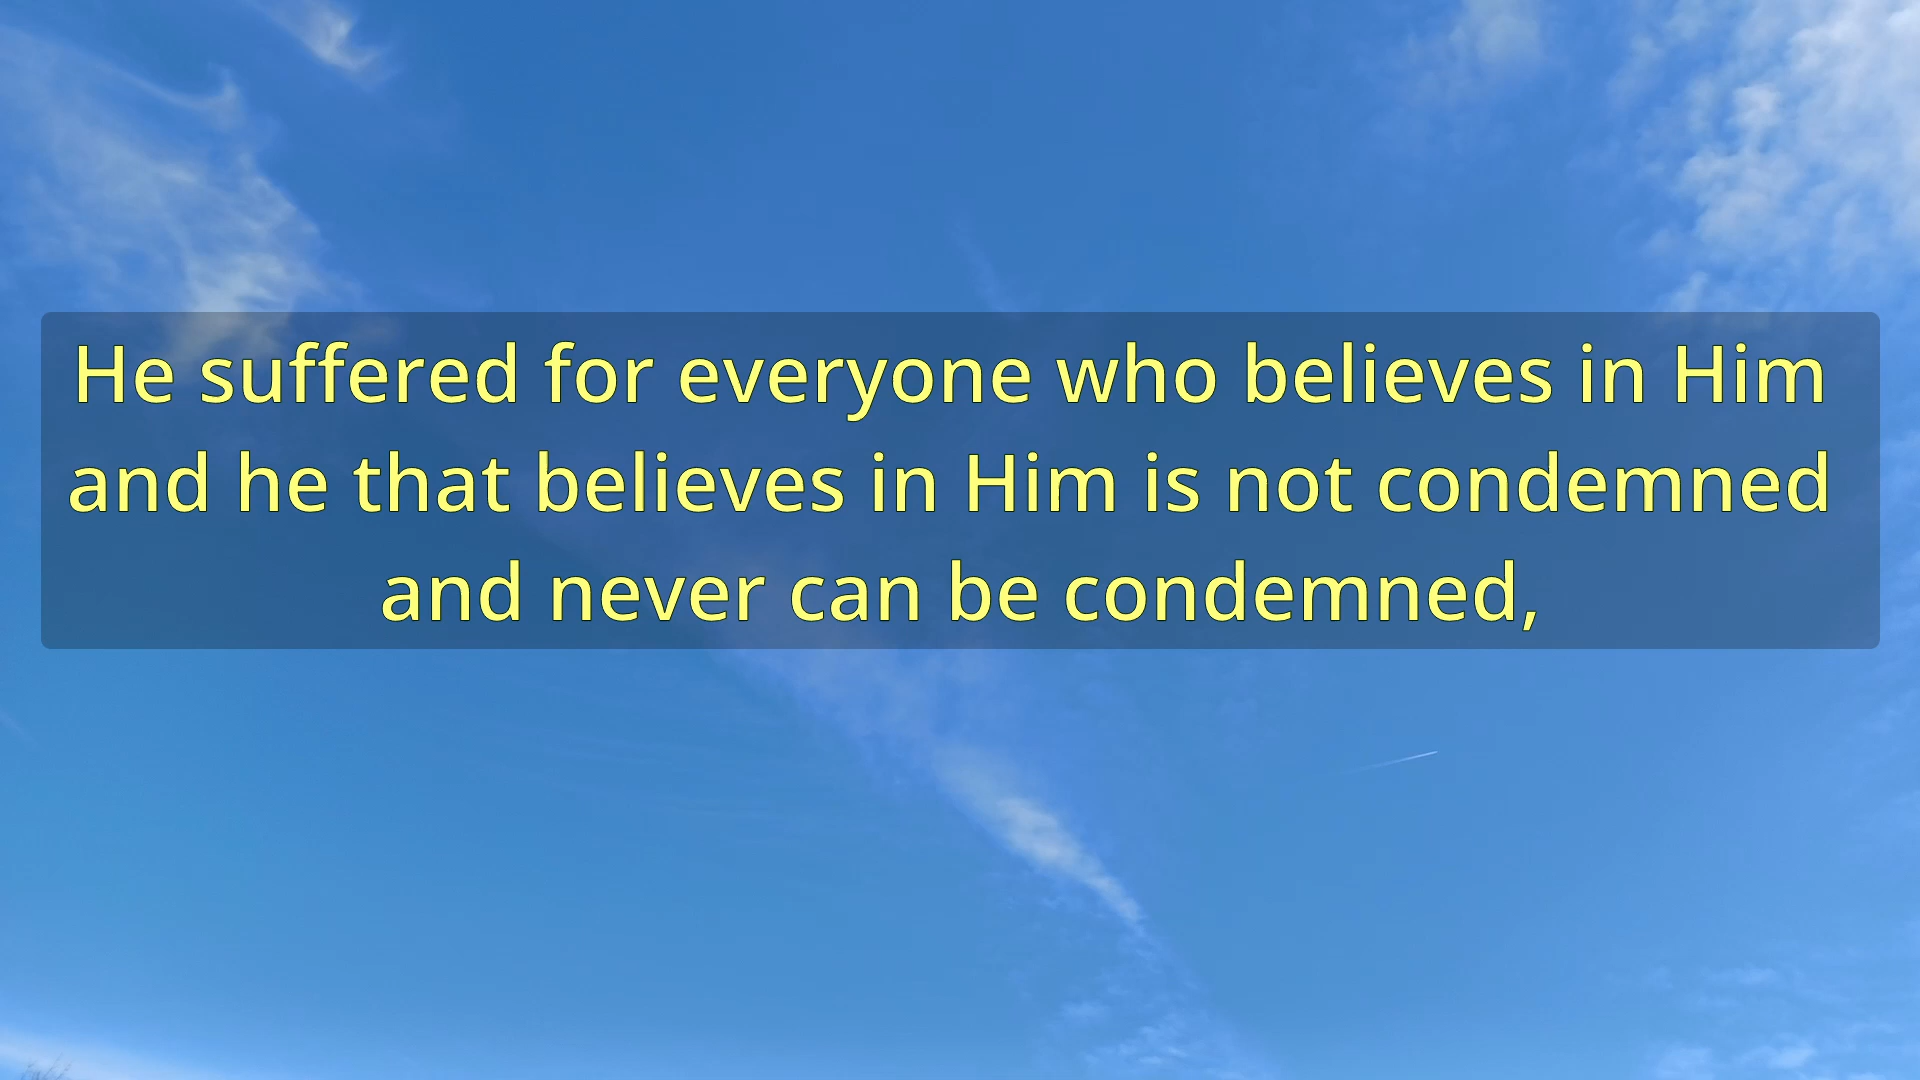 He suffered for everyone who believes in Him
and he that believes in Him is not condemned
and never can be condemned,